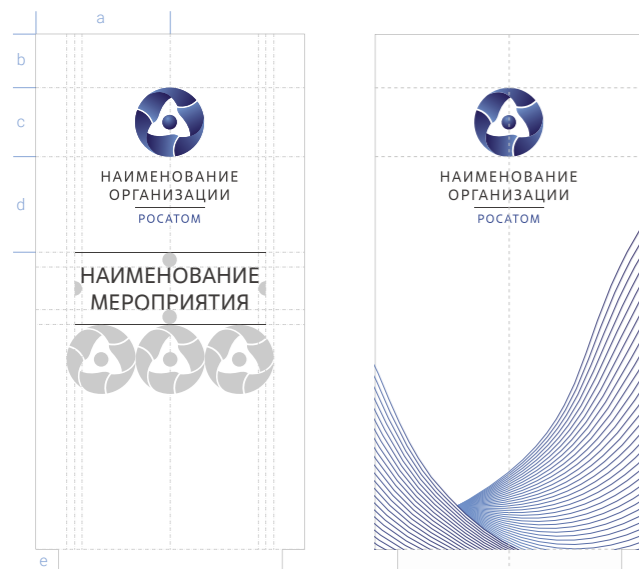 a
b
c
НАИМЕНОВАНИЕ
ОРГАНИЗАЦИИ
РОСАТОМ
d
НАИМЕНОВАНИЕ
МЕРОПРИЯТИЯ
e
НАИМЕНОВАНИЕ
ОРГАНИЗАЦИИ
РОСАТОМ